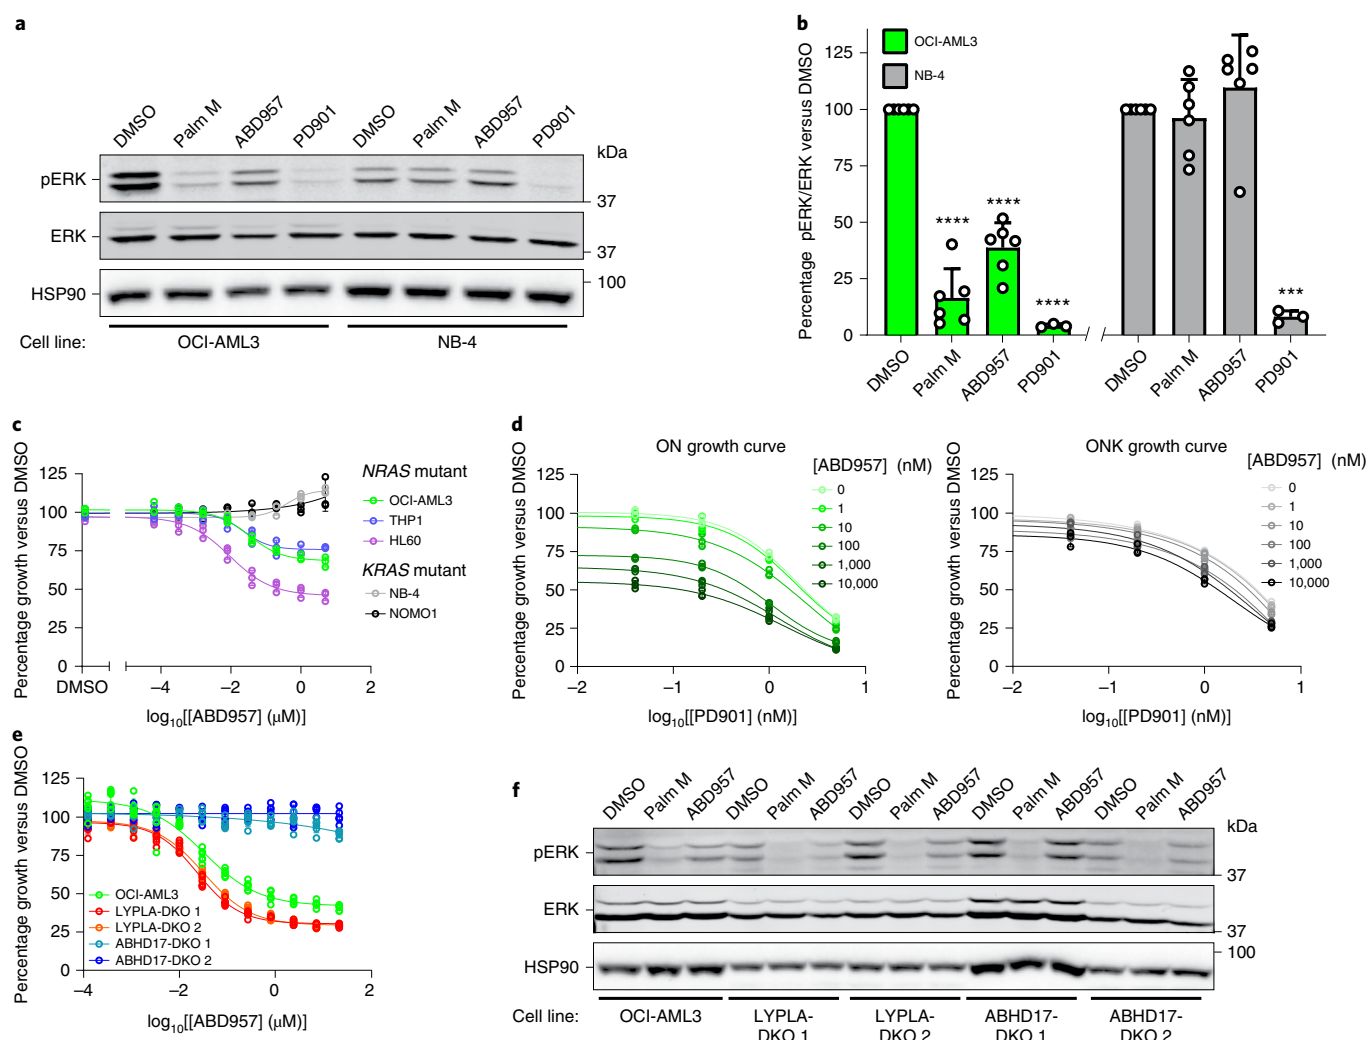 a
DMSO Palm M ABD957 PD901 DMSO Palm M ABD957 PD901
kDa
pERK
37
ERK
37
HSP90
100
Cell line: OCI-AML3 NB-4
b
OCI-AML3
NB-4
Percentage pERK/ERK versus DMSO
125
100
75
50
25
0
**** **** **** ***
DMSO Palm M ABD957 PD901 DMSO Palm M ABD957 PD901
c
Percentage growth versus DMSO
125
100
75
50
25
0
DMSO −4 −2 0 2
log10[[ABD957] (μM)]
NRAS mutant
OCI-AML3
THP1
HL60
KRAS mutant
NB-4
NOMO1
d
ON growth curve
Percentage growth versus DMSO
125
100
75
50
25
0
−2 −1 0 1
log10[[PD901] (nM)]
[ABD957] (nM)
0
1
10
100
1,000
10,000
ONK growth curve
Percentage growth versus DMSO
125
100
75
50
25
0
−2 −1 0 1
log10[[PD901] (nM)]
[ABD957] (nM)
0
1
10
100
1,000
10,000
e
Percentage growth versus DMSO
125
100
75
50
25
0
−4 −2 0 2
log10[[ABD957] (μM)]
OCI-AML3
LYPLA-DKO 1
LYPLA-DKO 2
ABHD17-DKO 1
ABHD17-DKO 2
f
DMSO Palm M ABD957 DMSO Palm M ABD957 DMSO Palm M ABD957 DMSO Palm M ABD957 DMSO Palm M ABD957
kDa
pERK
37
ERK
37
HSP90
100
Cell line: OCI-AML3 LYPLA- LYPLA- ABHD17- ABHD17-
DKO 1 DKO 2 DKO 1 DKO 2